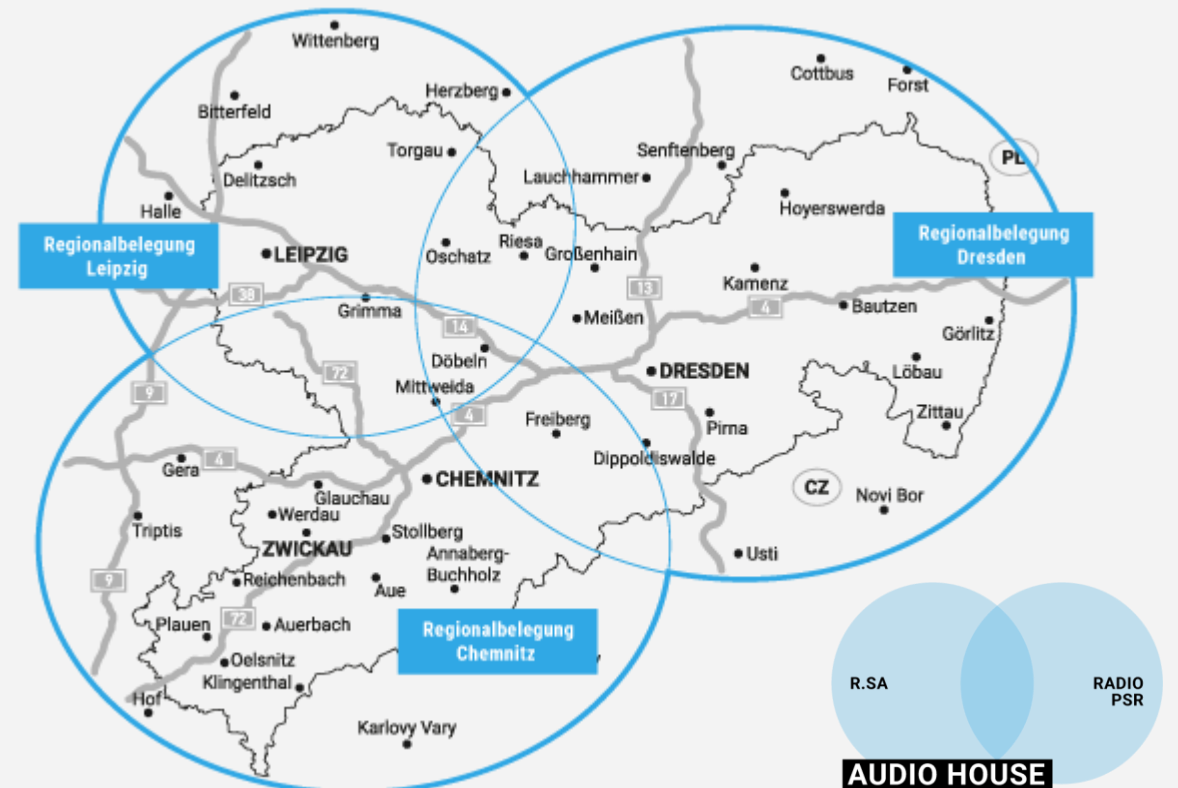 Wittenberg
Herzberg
Bitterfeld
Torgau
Delitzsch
Halle
Regionalbelegung
Leipzig
LEIPZIG
Oschatz
Riesa
Großenhain
Lauchhammer
Senftenberg
Cottbus
Forst
PL
Hoyerswerda
Regionalbelegung
Dresden
38
Grimma
14
13
Kamenz
4
Bautzen
Meißen
Görlitz
Döbeln
72
Mittweida
9
4
DRESDEN
17
Löbau
Zittau
Freiberg
Pirna
Dippoldiswalde
Gera
4
CHEMNITZ
CZ
Novi Bor
Glauchau
Werdau
Triptis
ZWICKAU
Stollberg
Annaberg-
Buchholz
Usti
9
Reichenbach
Aue
72
Plauen
Auerbach
Regionalbelegung
Chemnitz
Oelsnitz
Klingenthal
Hof
Karlovy Vary
R.SA
RADIO
PSR
AUDIO HOUSE